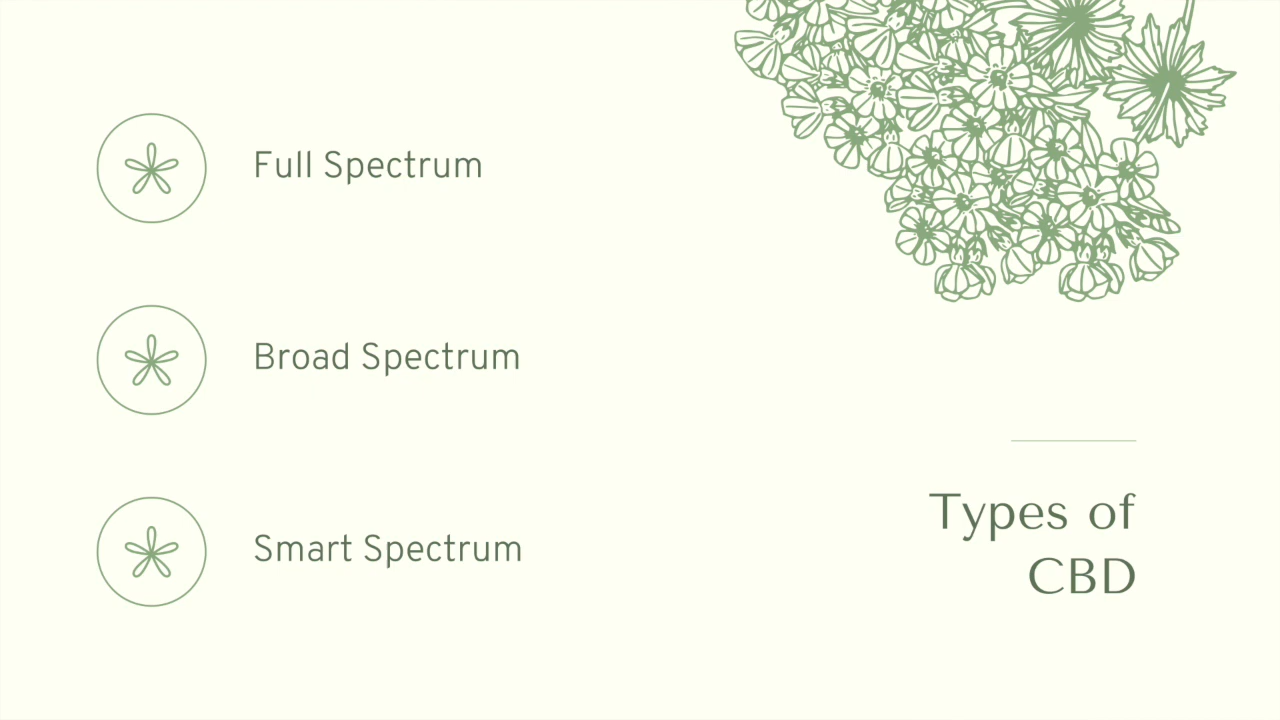 Full Spectrum
Broad Spectrum
Smart Spectrum
Types of
CBD